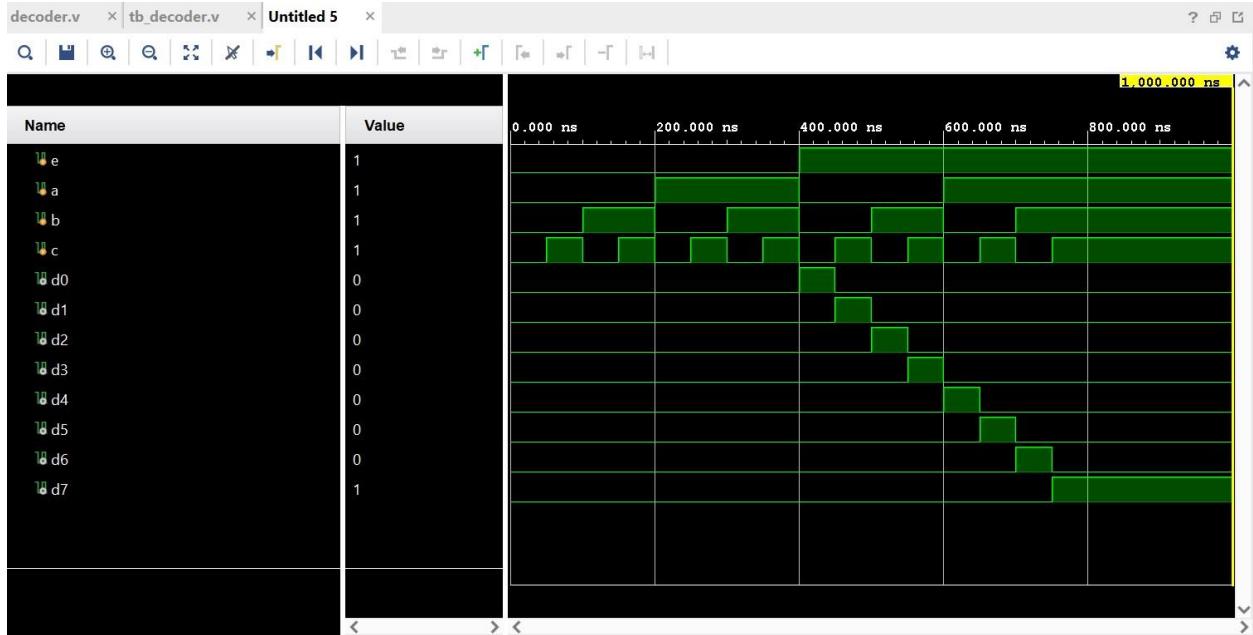 decoder.v × tb_decoder.v × Untitled 5 × ?
1,000.000 ns
Name Value 0.000 ns 200.000 ns 400.000 ns 600.000 ns 800.000 ns
e 1
a 1
b 1
c 1
d0 0
d1 0
d2 0
d3 0
d4 0
d5 0
d6 0
d7 1